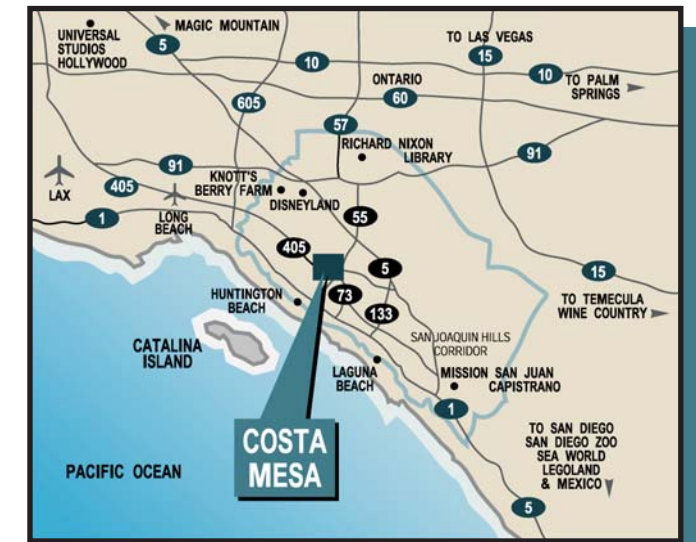 MAGIC MOUNTAIN
UNIVERSAL
STUDIOS
HOLLYWOOD
5
TO LAS VEGAS
15
10
10
TO PALM
SPRINGS
ONTARIO
60
605
57
RICHARD NIXON
LIBRARY
91
91
KNOTT'S
BERRY FARM
DISNEYLAND
LAX
405
1
LONG
BEACH
55
405
5
15
TO TEMECULA
WINE COUNTRY
73
133
HUNTINGTON
BEACH
SAN JOAQUIN HILLS
CORRIDOR
CATALINA
ISLAND
LAGUNA
BEACH
MISSION SAN JUAN
CAPISTRANO
1
COSTA
MESA
TO SAN DIEGO
SAN DIEGO ZOO
SEA WORLD
LEGOLAND
& MEXICO
PACIFIC OCEAN
5